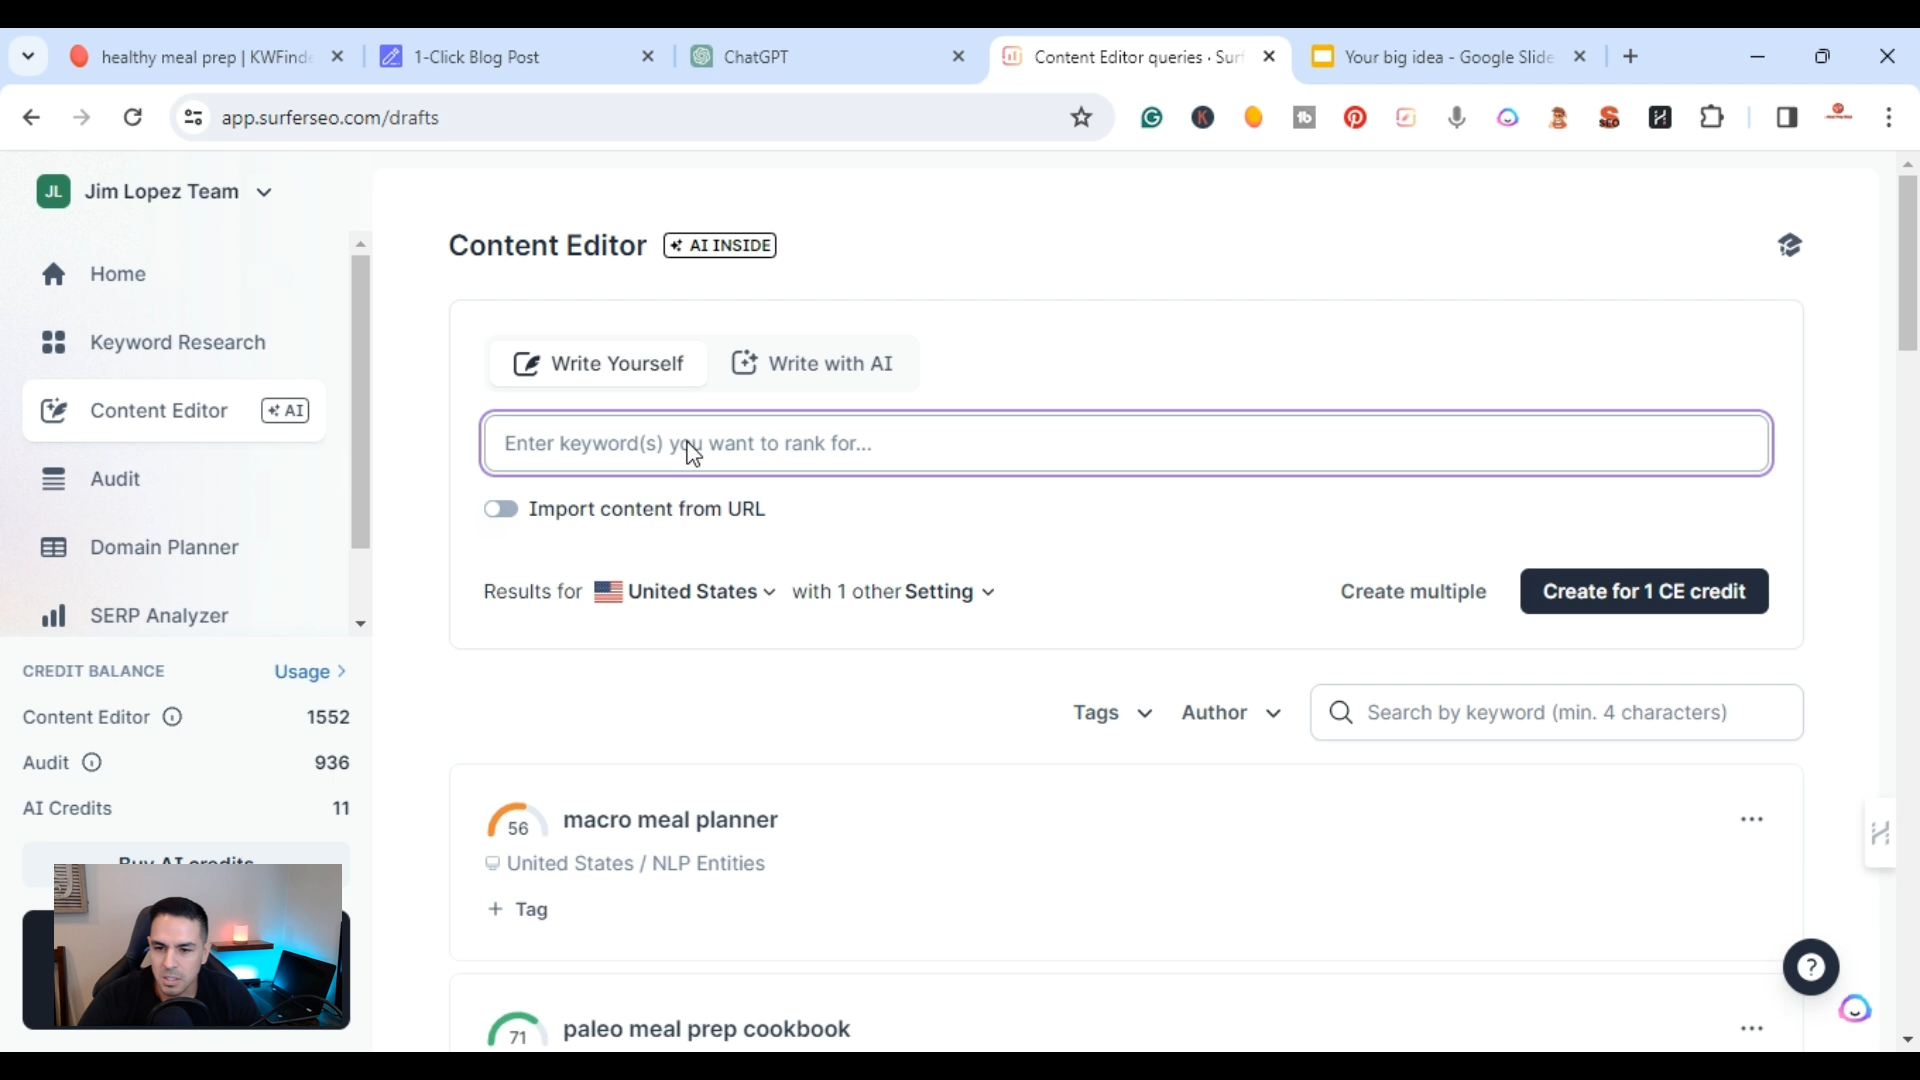 healthy meal prep | KWFinde
1-Click Blog Post
ChatGPT
Content Editor queries · Surf
Your big idea - Google Slide
app.surferseo.com/drafts
JL
Jim Lopez Team
Home
Keyword Research
Content Editor
AI
Audit
Domain Planner
SERP Analyzer
CREDIT BALANCE
Usage >
Content Editor
1552
Audit
936
AI Credits
11
Buy AI credits
Content Editor
AI INSIDE
Write Yourself
Write with AI
Enter keyword(s) you want to rank for...
Import content from URL
Results for United States with 1 other Setting
Create multiple
Create for 1 CE credit
Tags
Author
Search by keyword (min. 4 characters)
56
macro meal planner
United States / NLP Entities
+ Tag
71
paleo meal prep cookbook